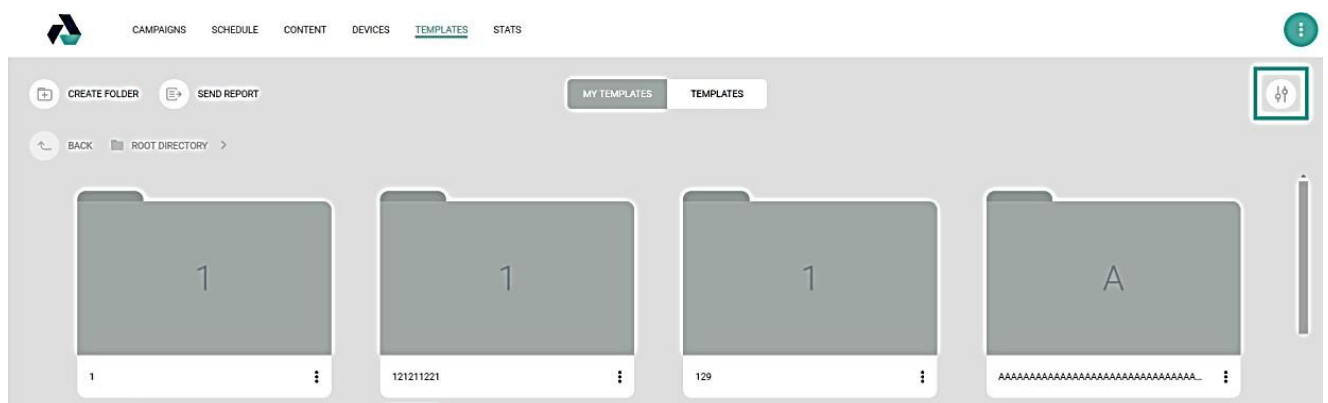 CAMPAIGNS SCHEDULE CONTENT DEVICES TEMPLATES STATS
CREATE FOLDER SEND REPORT MY TEMPLATES TEMPLATES
BACK ROOT DIRECTORY >
1 1 1 A
1 121211221 129 AAAAAAAAAAAAAAAAAAAAAAAAAAAAAAAA...